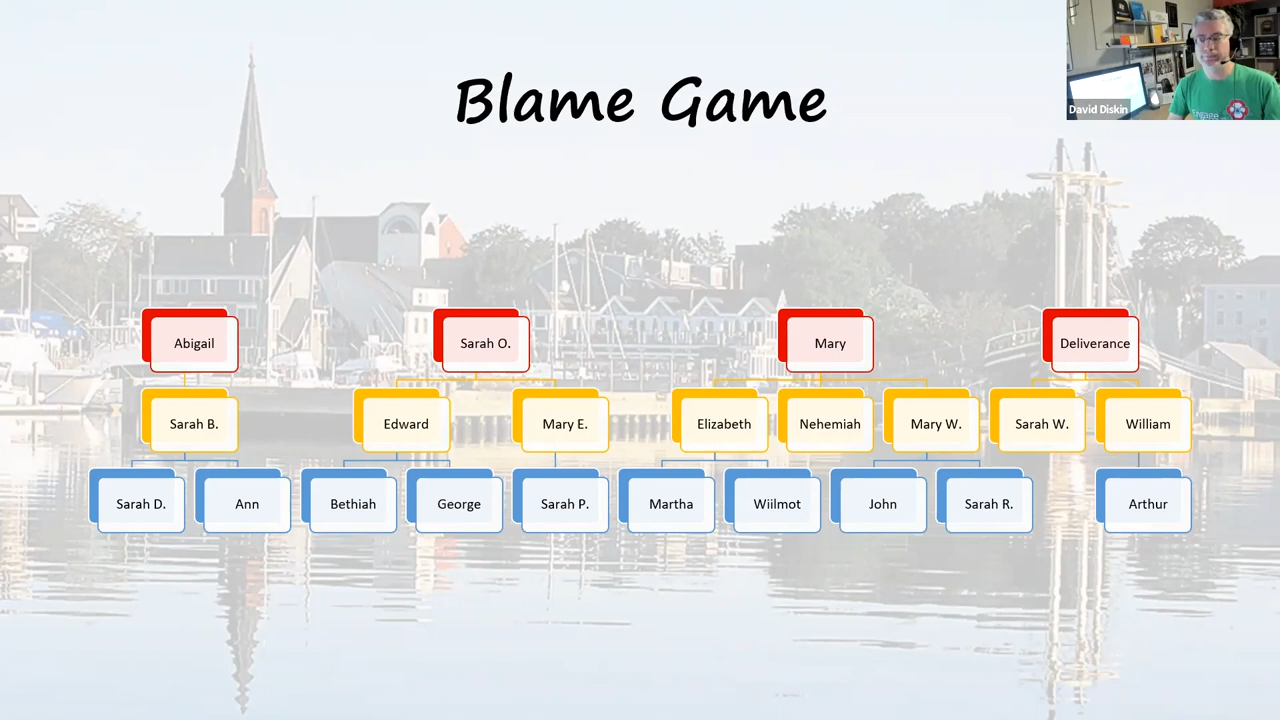 Blame Game
David Diskin
Abigail
Sarah O.
Mary
Deliverance
Sarah B.
Edward
Mary E.
Elizabeth
Nehemiah
Mary W.
Sarah W.
William
Sarah D.
Ann
Bethiah
George
Sarah P.
Martha
Wiilmot
John
Sarah R.
Arthur